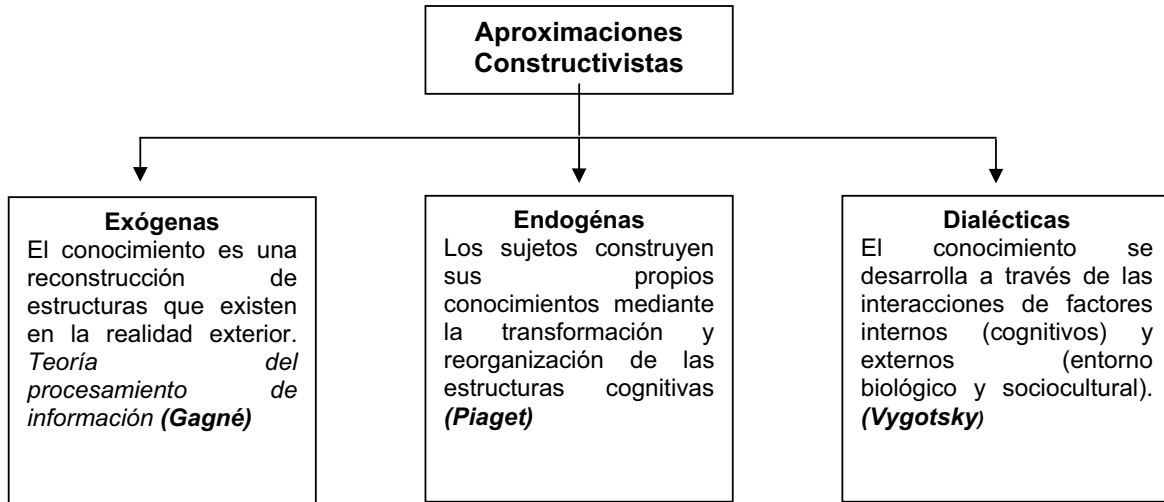 Aproximaciones
Constructivistas
Exógenas
El conocimiento es una
reconstrucción de
estructuras que existen
en la realidad exterior.
Teoría del
procesamiento de
información (Gagné)
Endogénas
Los sujetos construyen
sus propios
conocimientos mediante
la transformación y
reorganización de las
estructuras cognitivas
(Piaget)
Dialécticas
El conocimiento se
desarrolla a través de las
interacciones de factores
internos (cognitivos) y
externos (entorno
biológico y sociocultural).
(Vygotsky)